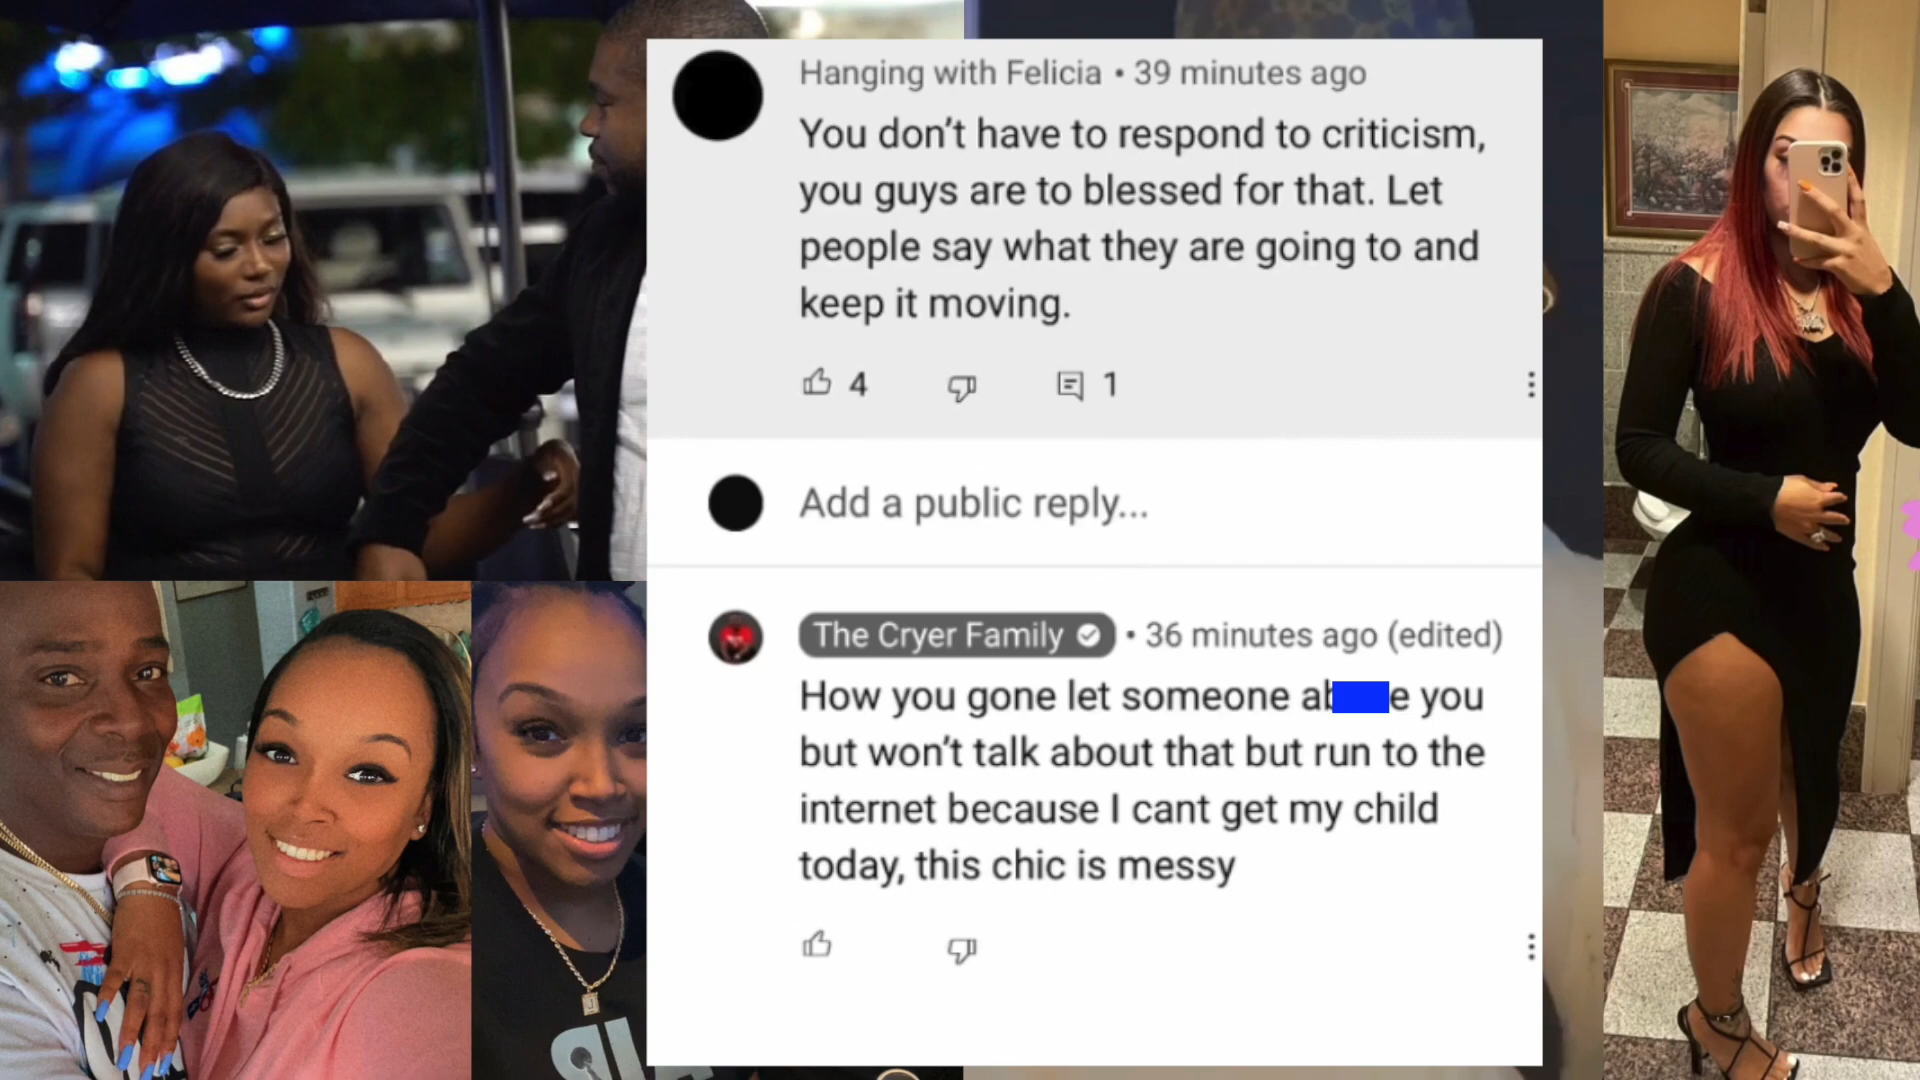 Hanging with Felicia • 39 minutes ago
You don't have to respond to criticism,
you guys are to blessed for that. Let
people say what they are going to and
keep it moving.
4 1
Add a public reply...
The Cryer Family • 36 minutes ago (edited)
How you gone let someone ab e you
but won't talk about that but run to the
internet because I cant get my child
today, this chic is messy